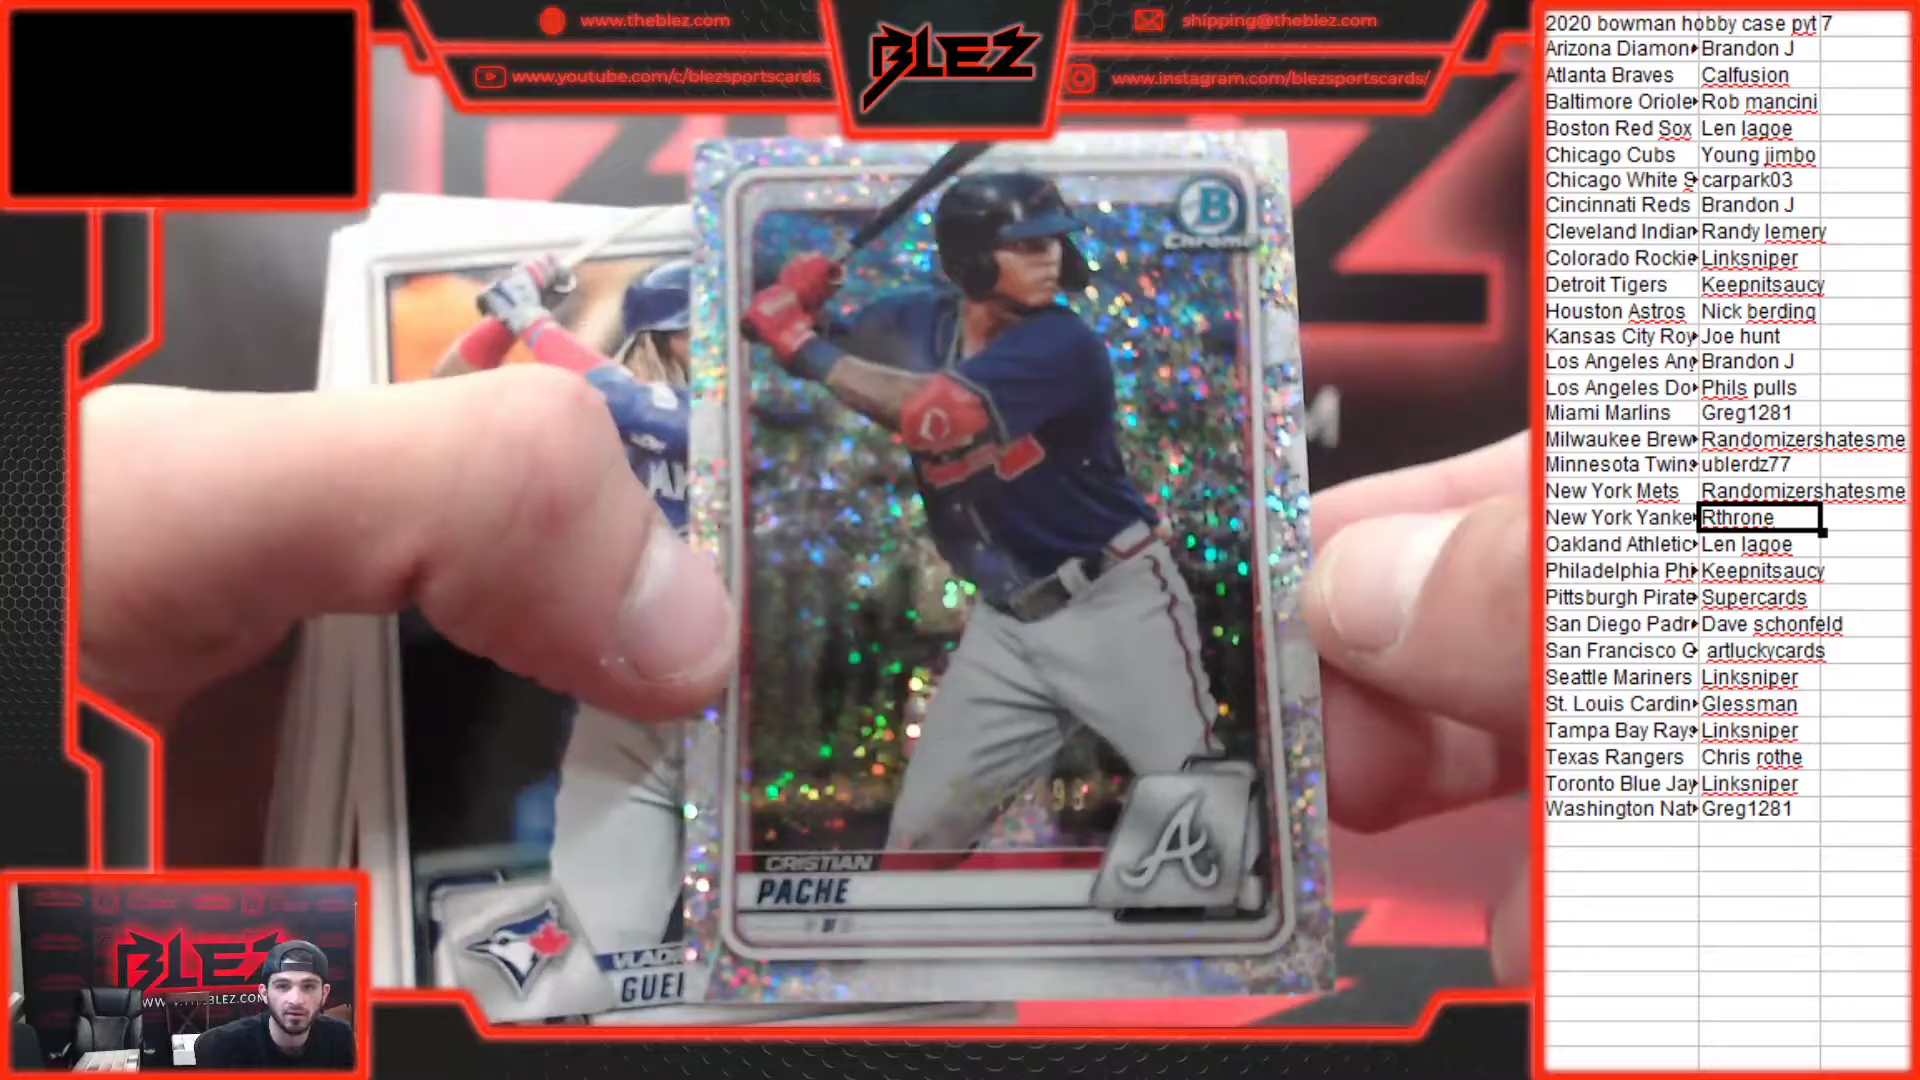 www.theblez.com
shipping@theblez.com
BLEZ
www.youtube.com/c/blezsportscards
www.instagram.com/blezsportscards/
2020 bowman hobby case pyt 7
Arizona Diamon Brandon J
Atlanta Braves Calfusion
Baltimore Oriole Rob mancini
Boston Red Sox Len lagoe
Chicago Cubs Young jimbo
Chicago White S carpark03
Cincinnati Reds Brandon J
Cleveland Indian Randy lemery
Colorado Rockie Linksniper
Detroit Tigers Keepnitsaucy
Houston Astros Nick berding
Kansas City Roy Joe hunt
Los Angeles Ang Brandon J
Los Angeles Do Phils pulls
Miami Marlins Greg1281
Milwaukee Brew Randomizershatesme
Minnesota Twins ublerdz77
New York Mets Randomizershatesme
New York Yanke Rthrone
Oakland Athletic Len lagoe
Philadelphia Phi Keepnitsaucy
Pittsburgh Pirate Supercards
San Diego Padr Dave schonfeld
San Francisco G artluckycards
Seattle Mariners Linksniper
St. Louis Cardin Glessman
Tampa Bay Rays Linksniper
Texas Rangers Chris rothe
Toronto Blue Jay Linksniper
Washington Nat Greg1281
B
Chrome
A
CRISTIAN
PACHE
VLADI
GUE
BLEZ